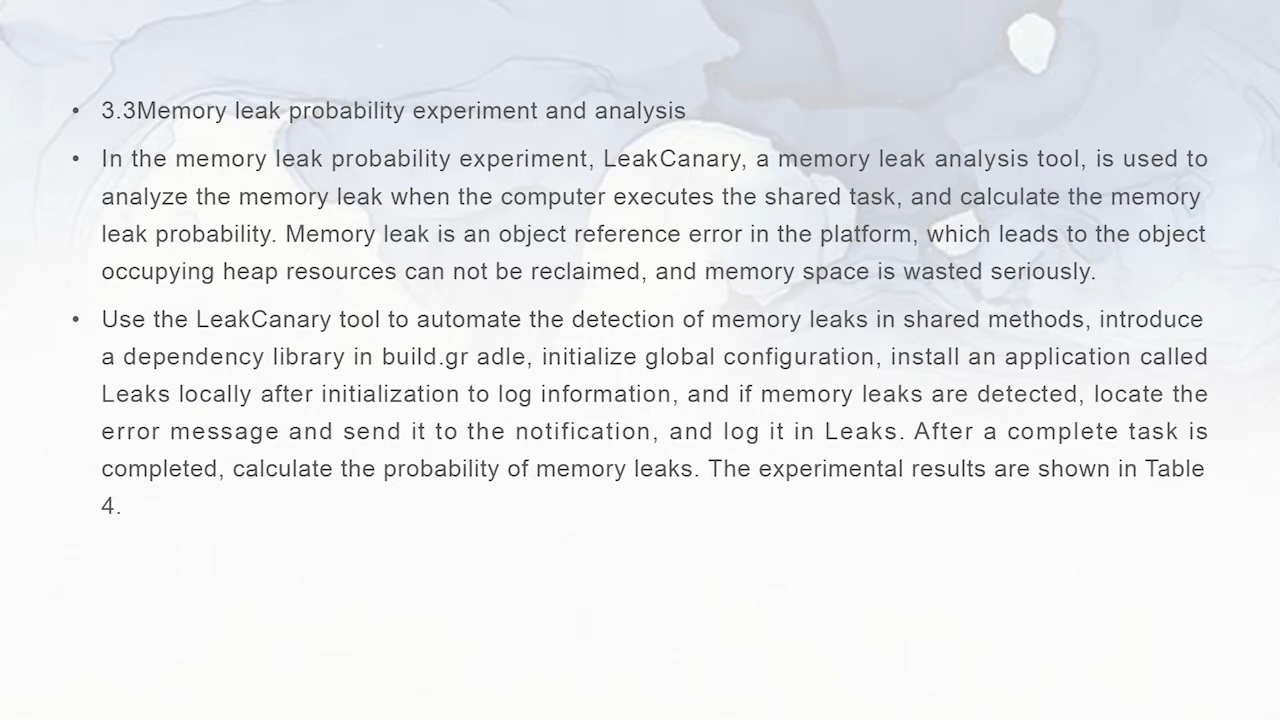 • 3.3Memory leak probability experiment and analysis
• In the memory leak probability experiment, LeakCanary, a memory leak analysis tool, is used to
analyze the memory leak when the computer executes the shared task, and calculate the memory
leak probability. Memory leak is an object reference error in the platform, which leads to the object
occupying heap resources can not be reclaimed, and memory space is wasted seriously.
• Use the LeakCanary tool to automate the detection of memory leaks in shared methods, introduce
a dependency library in build.gr adle, initialize global configuration, install an application called
Leaks locally after initialization to log information, and if memory leaks are detected, locate the
error message and send it to the notification, and log it in Leaks. After a complete task is
completed, calculate the probability of memory leaks. The experimental results are shown in Table
4.